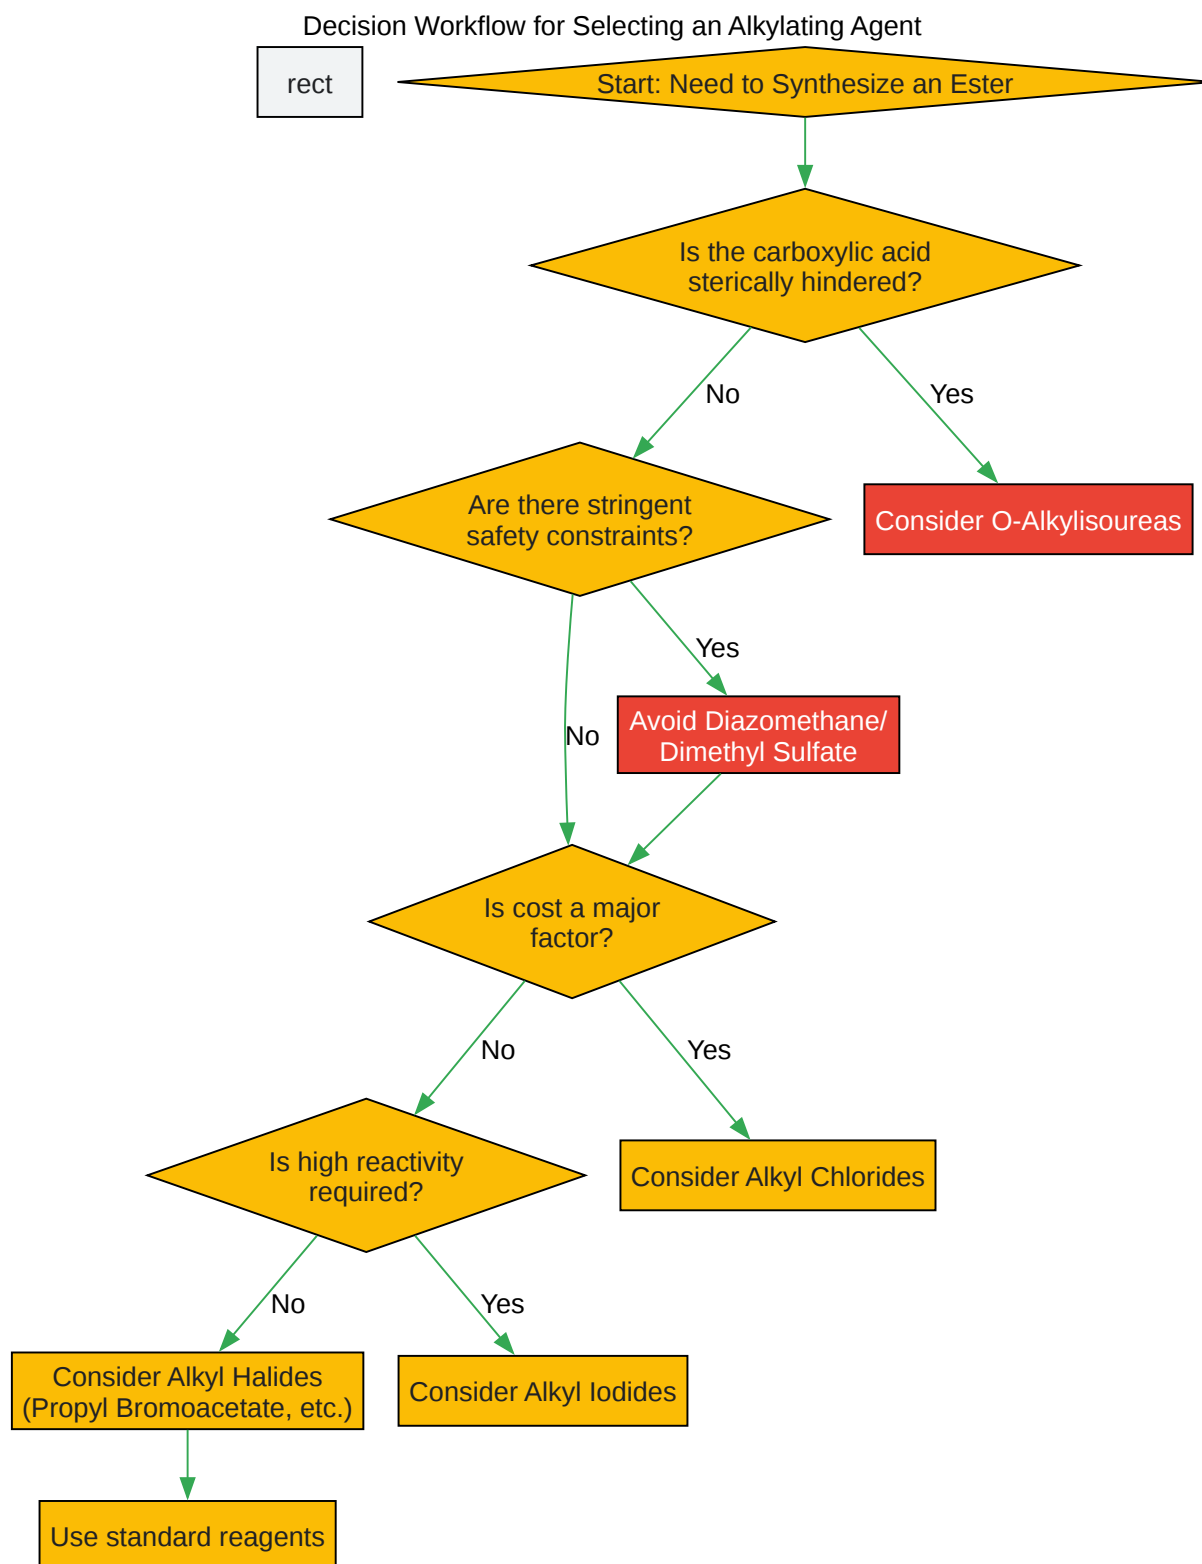 Decision Workflow for Selecting an Alkylating Agent
rect
Start: Need to Synthesize an Ester
Is the carboxylic acid
sterically hindered?
No
Yes
Are there stringent
safety constraints?
Consider O-Alkylisoureas
Yes
No
Avoid Diazomethane/
Dimethyl Sulfate
Is cost a major
factor?
No
Yes
Is high reactivity
required?
Consider Alkyl Chlorides
No
Yes
Consider Alkyl Halides
(Propyl Bromoacetate, etc.)
Consider Alkyl Iodides
Use standard reagents